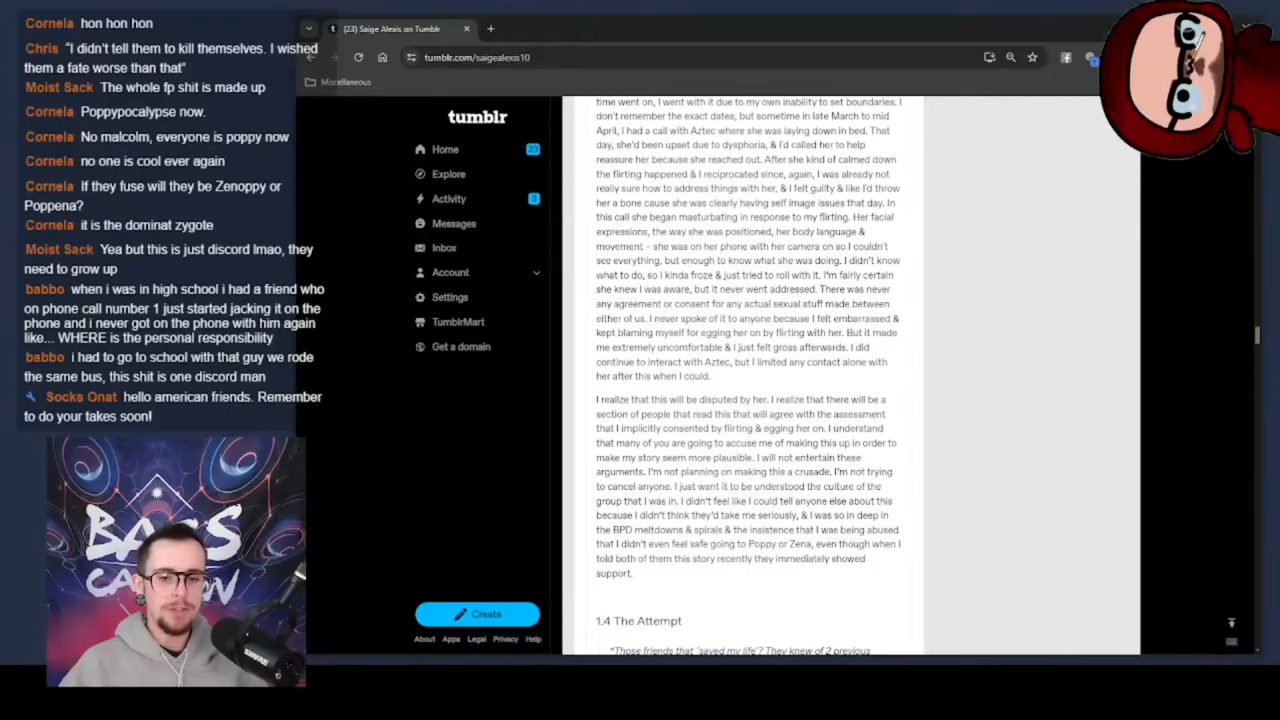 Cornela hon hon hon
Chris "I didn't tell them to kill themselves. I wished
them a fate worse than that"
Moist Sack The whole fp shit is made up
Cornela Poppypocalypse now.
Cornela No malcolm, everyone is poppy now
Cornela no one is cool ever again
Cornela If they fuse will they be Zenoppy or
Poppena?
Cornela it is the dominat zygote
Moist Sack Yea but this is just discord lmao, they
need to grow up
babbo when i was in high school i had a friend who
on phone call number 1 just started jacking it on the
phone and i never got on the phone with him again
like... WHERE is the personal responsibility
babbo i had to go to school with that guy we rode
the same bus, this shit is one discord man
Socks Onat hello american friends. Remember
to do your takes soon!
BASS
CA
(23) Saige Alexis on Tumblr
tumblr.com/saigealexis10
Miscellaneous
tumblr
Home 23
Explore
Activity 3
Messages
Inbox
Account
Settings
TumblrMart
Get a domain
Create
About Apps Legal Privacy Help
time went on, I went with it due to my own inability to set boundaries. I
don't remember the exact dates, but sometime in late March to mid
April, I had a call with Aztec where she was laying down in bed. That
day, she'd been upset due to dysphoria, & I'd called her to help
reassure her because she reached out. After she kind of calmed down
the flirting happened & I reciprocated since, again, I was already not
really sure how to address things with her, & I felt guilty & like I'd throw
her a bone cause she was clearly having self image issues that day. In
this call she began masturbating in response to my flirting. Her facial
expressions, the way she was positioned, her body language &
movement – she was on her phone with her camera on so I couldn't
see everything, but enough to know what she was doing. I didn't know
what to do, so I kinda froze & just tried to roll with it. I'm fairly certain
she knew I was aware, but it never went addressed. There was never
any agreement or consent for any actual sexual stuff made between
either of us. I never spoke of it to anyone because I felt embarrassed &
kept blaming myself for egging her on by flirting with her. But it made
me extremely uncomfortable & I just felt gross afterwards. I did
continue to interact with Aztec, but I limited any contact alone with
her after this when I could.
I realize that this will be disputed by her. I realize that there will be a
section of people that read this that will agree with the assessment
that I implicitly consented by flirting & egging her on. I understand
that many of you are going to accuse me of making this up in order to
make my story seem more plausible. I will not entertain these
arguments. I'm not planning on making this a crusade. I'm not trying
to cancel anyone. I just want it to be understood the culture of the
group that I was in. I didn't feel like I could tell anyone else about this
because I didn't think they'd take me seriously, & I was so in deep in
the BPD meltdowns & spirals & the insistence that I was being abused
that I didn't even feel safe going to Poppy or Zena, even though when I
told both of them this story recently they immediately showed
support.
1.4 The Attempt
"Those friends that "saved my life"? They knew of 2 previous